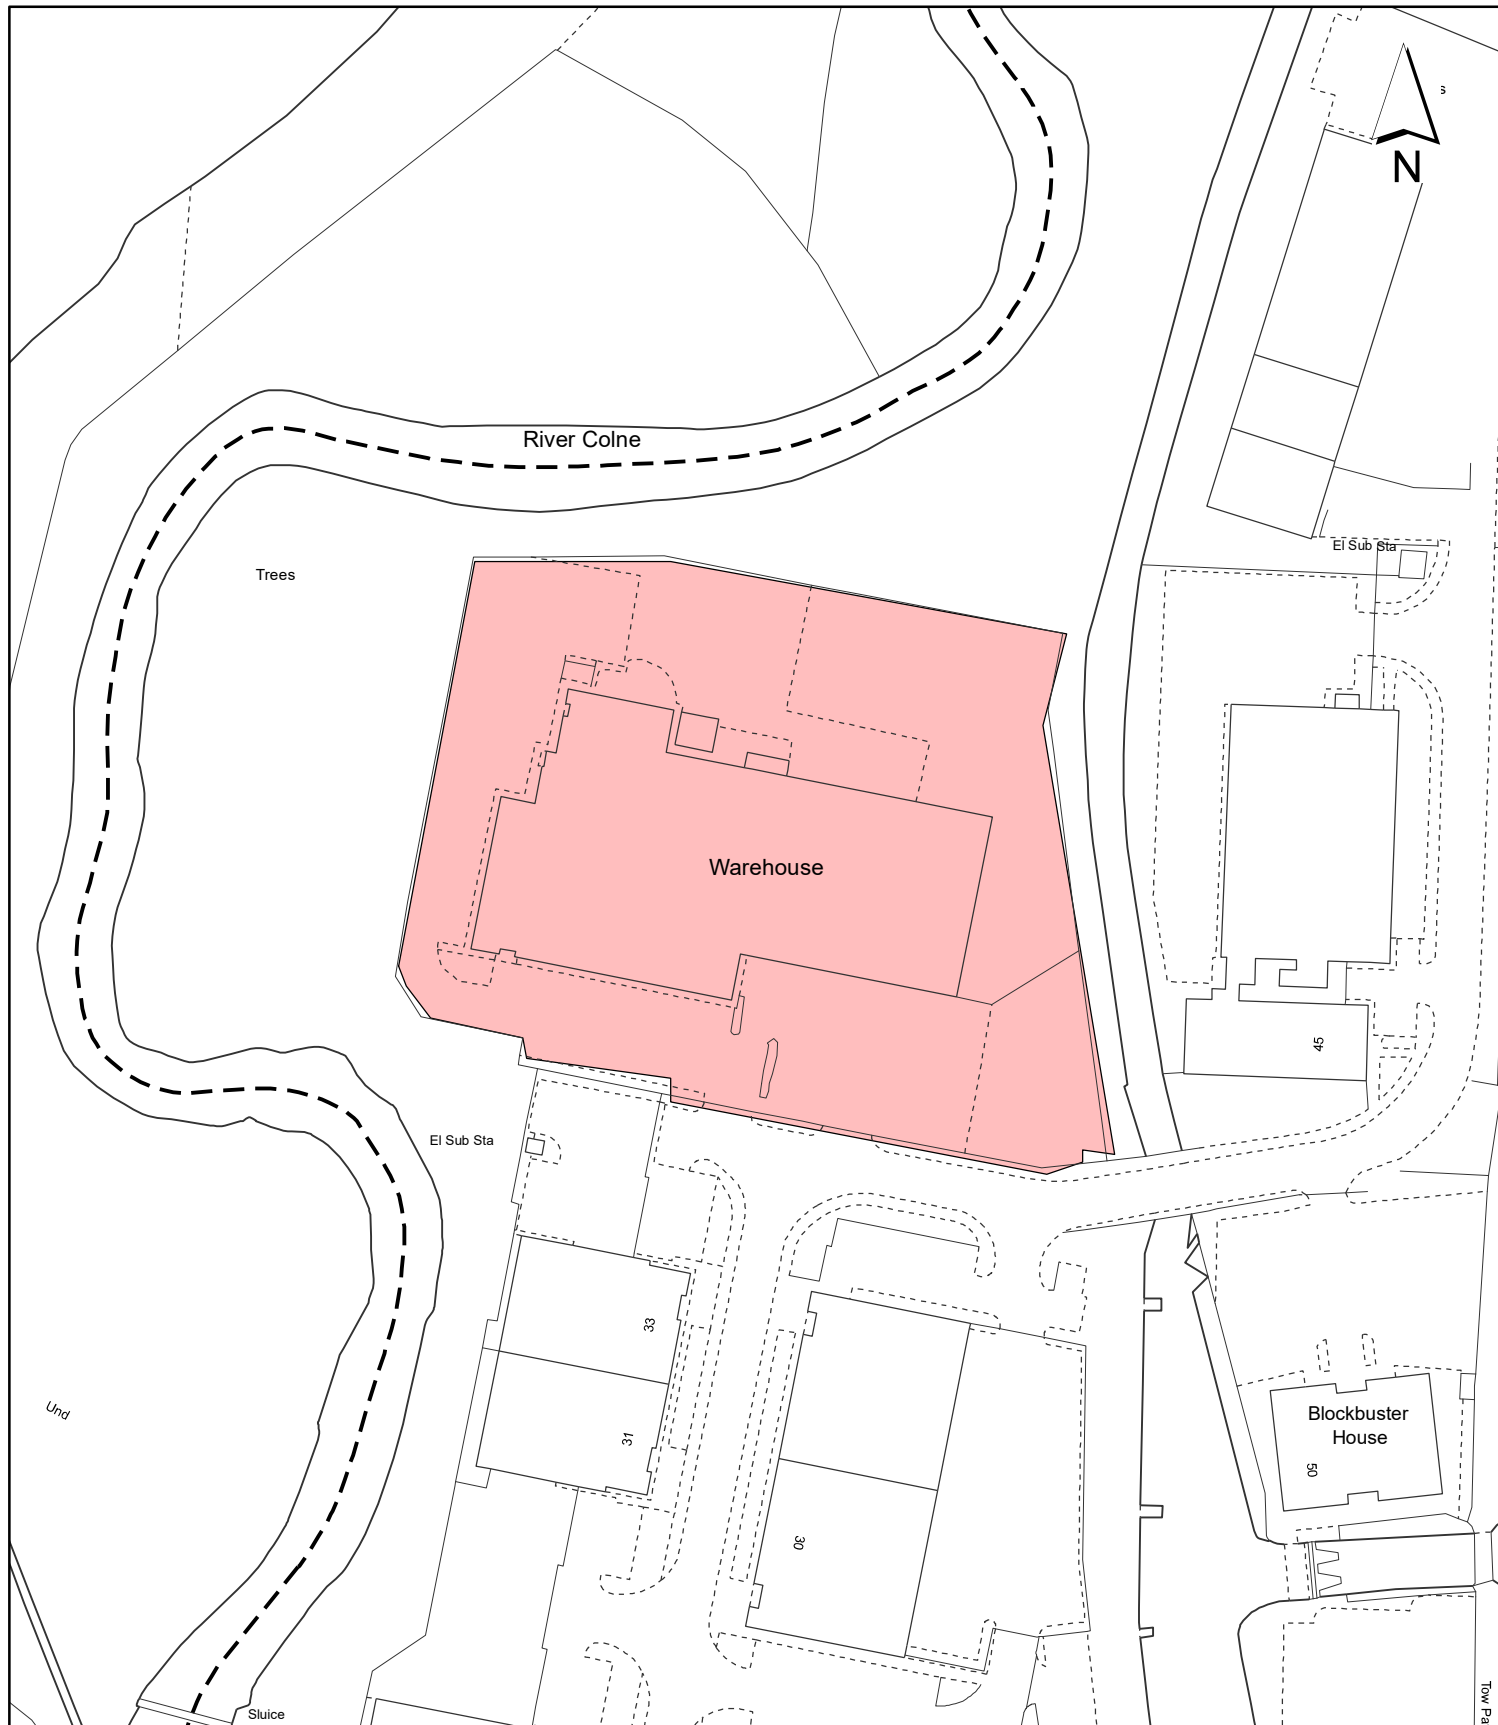 s
N
River Colne
El Sub Sta
Trees
Warehouse
45
El Sub Sta
33
Und
31
Blockbuster
House
50
30
Sluice
Tow Pa